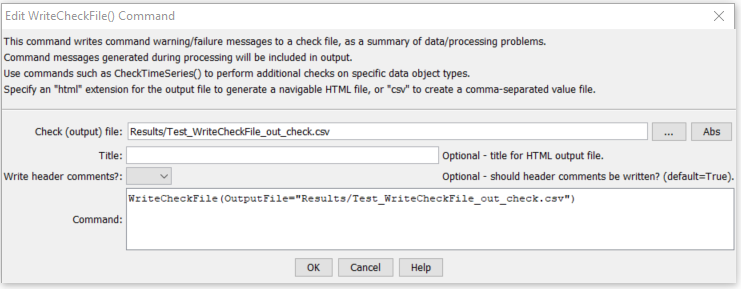 Edit WriteCheckFile() Command
This command writes command warning/failure messages to a check file, as a summary of data/processing problems.
Command messages generated during processing will be included in output.
Use commands such as CheckTimeSeries() to perform additional checks on specific data object types.
Specify an "html" extension for the output file to generate a navigable HTML file, or "csv" to create a comma-separated value file.
Check (output) file: Results/Test_WriteCheckFile_out_check.csv ... Abs
Title: Optional - title for HTML output file.
Write header comments?: Optional - should header comments be written? (default=True).
WriteCheckFile(OutputFile="Results/Test_WriteCheckFile_out_check.csv")
Command:
OK Cancel Help